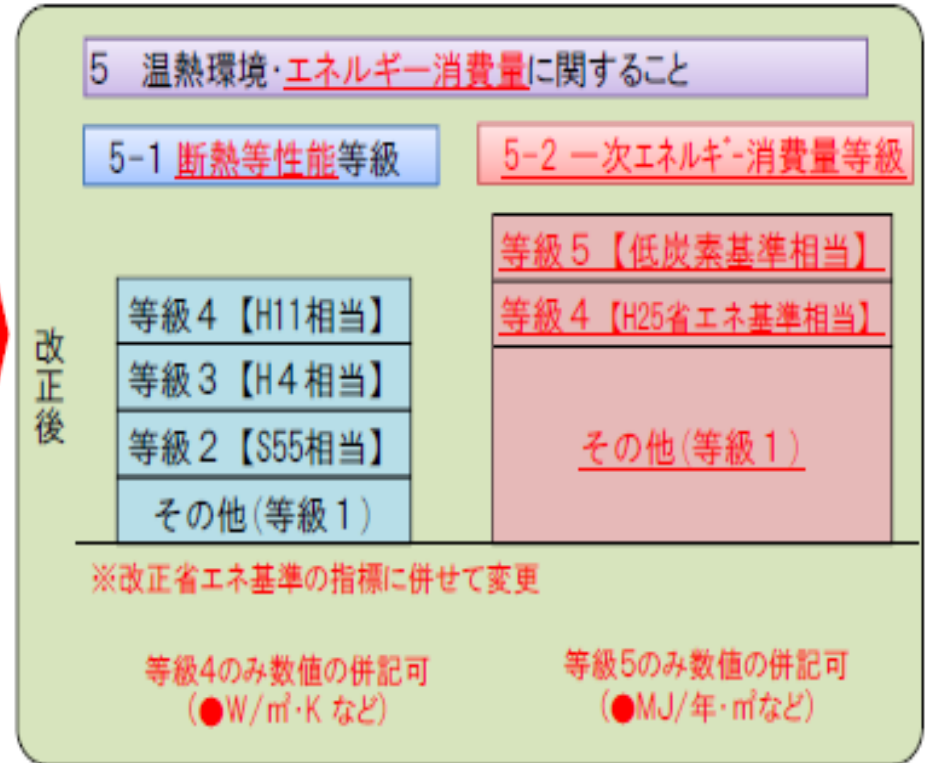 5 温熱環境・エネルギー消費量に関すること
5-1 断熱等性能等級
5-2 一次エネルギー消費量等級
改正後
等級4【H11相当】
等級3【H4相当】
等級2【S55相当】
その他(等級1)
等級5【低炭素基準相当】
等級4【H25省エネ基準相当】
その他(等級1)
※改正省エネ基準の指標に併せて変更
等級4のみ数値の併記可
(●W/㎡・K など)
等級5のみ数値の併記可
(●MJ/年・㎡など)